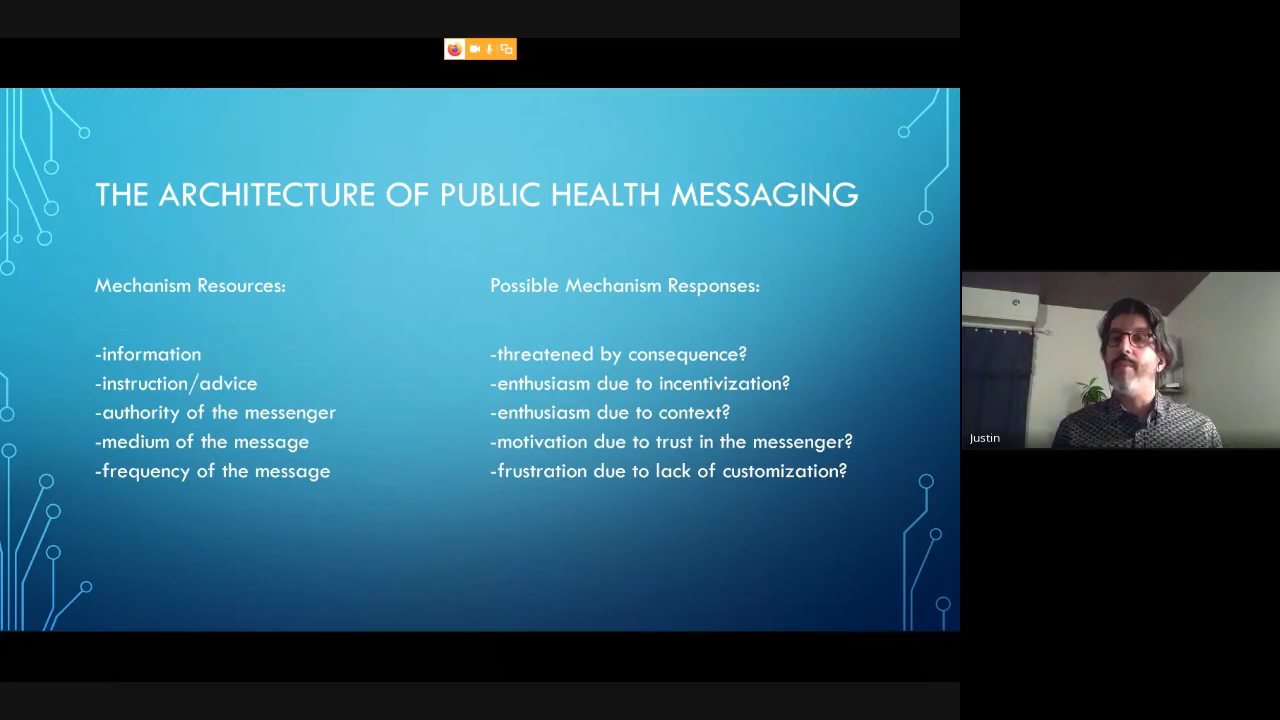 THE ARCHITECTURE OF PUBLIC HEALTH MESSAGING
Mechanism Resources:
-information
-instruction/advice
-authority of the messenger
-medium of the message
-frequency of the message
Possible Mechanism Responses:
-threatened by consequence?
-enthusiasm due to incentivization?
-enthusiasm due to context?
-motivation due to trust in the messenger?
-frustration due to lack of customization?
Justin